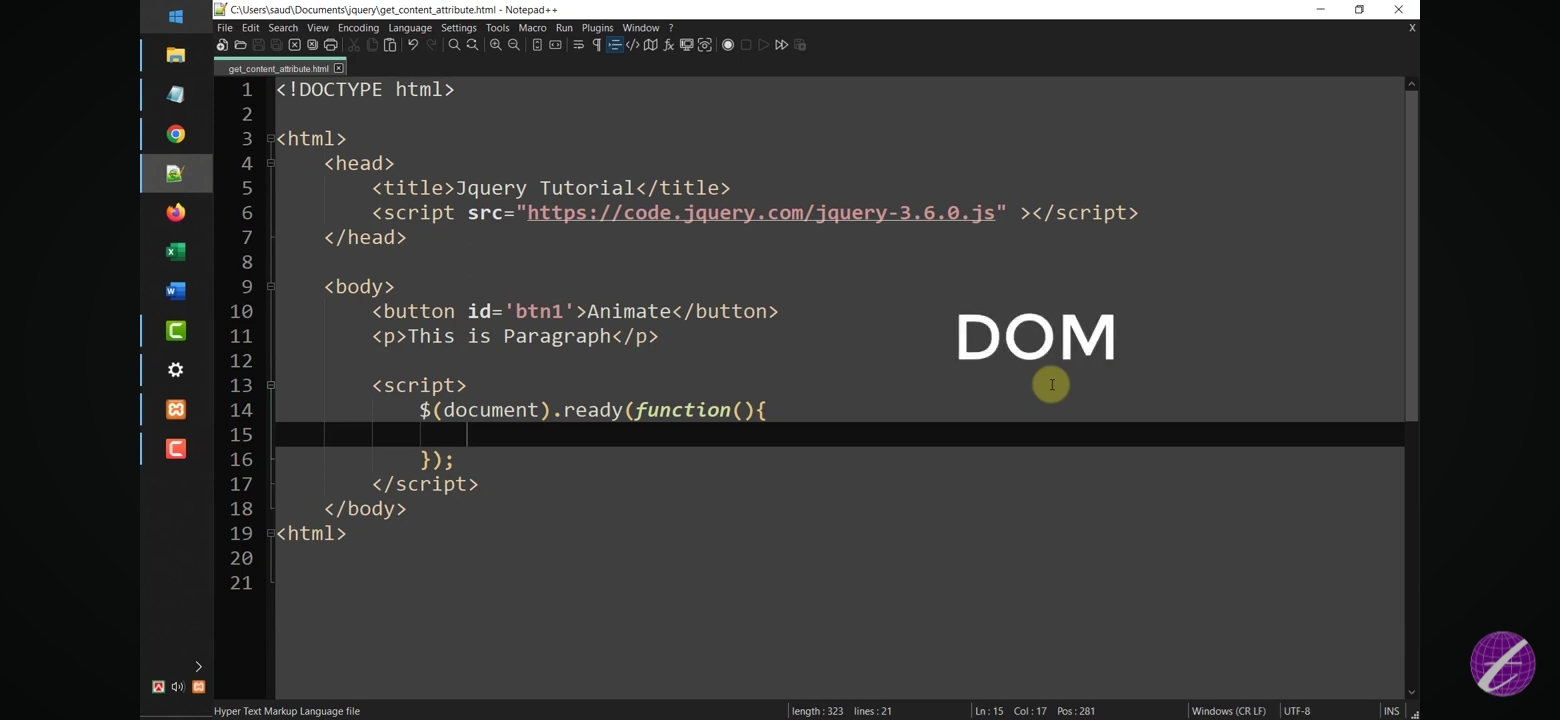 C:\Users\saud\Documents\jquery\get_content_attribute.html - Notepad++
File Edit Search View Encoding Language Settings Tools Macro Run Plugins Window ? X
get_content_attribute.html
1 <!DOCTYPE html>
2
3 <html>
4 <head>
5 <title>Jquery Tutorial</title>
6 <script src="https://code.jquery.com/jquery-3.6.0.js" ></script>
7 </head>
8
9 <body>
10 <button id='btn1'>Animate</button>
11 <p>This is Paragraph</p>
DOM
12
13 <script>
14 $(document).ready(function(){
15
16 });
17 </script>
18 </body>
19 <html>
20
21
Hyper Text Markup Language file length : 323 lines : 21 Ln : 15 Col : 17 Pos : 281 Windows (CR LF) UTF-8 INS